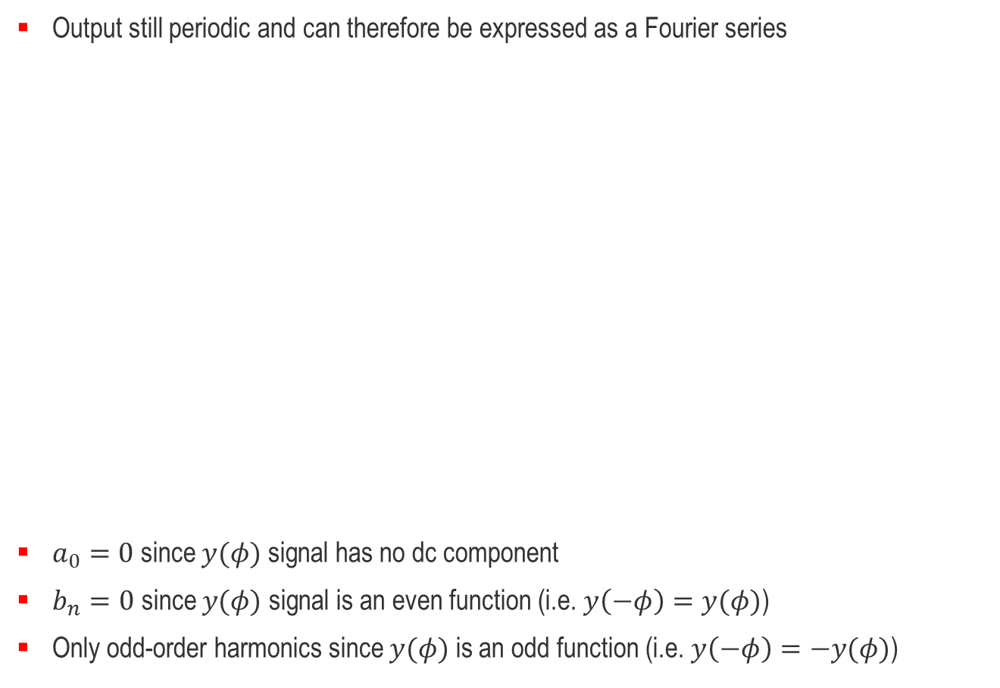 ▪ Output still periodic and can therefore be expressed as a Fourier series
▪ a₀ = 0 since y(ϕ) signal has no dc component
▪ bₙ = 0 since y(ϕ) signal is an even function (i.e. y(−ϕ) = y(ϕ))
▪ Only odd-order harmonics since y(ϕ) is an odd function (i.e. y(−ϕ) = −y(ϕ))